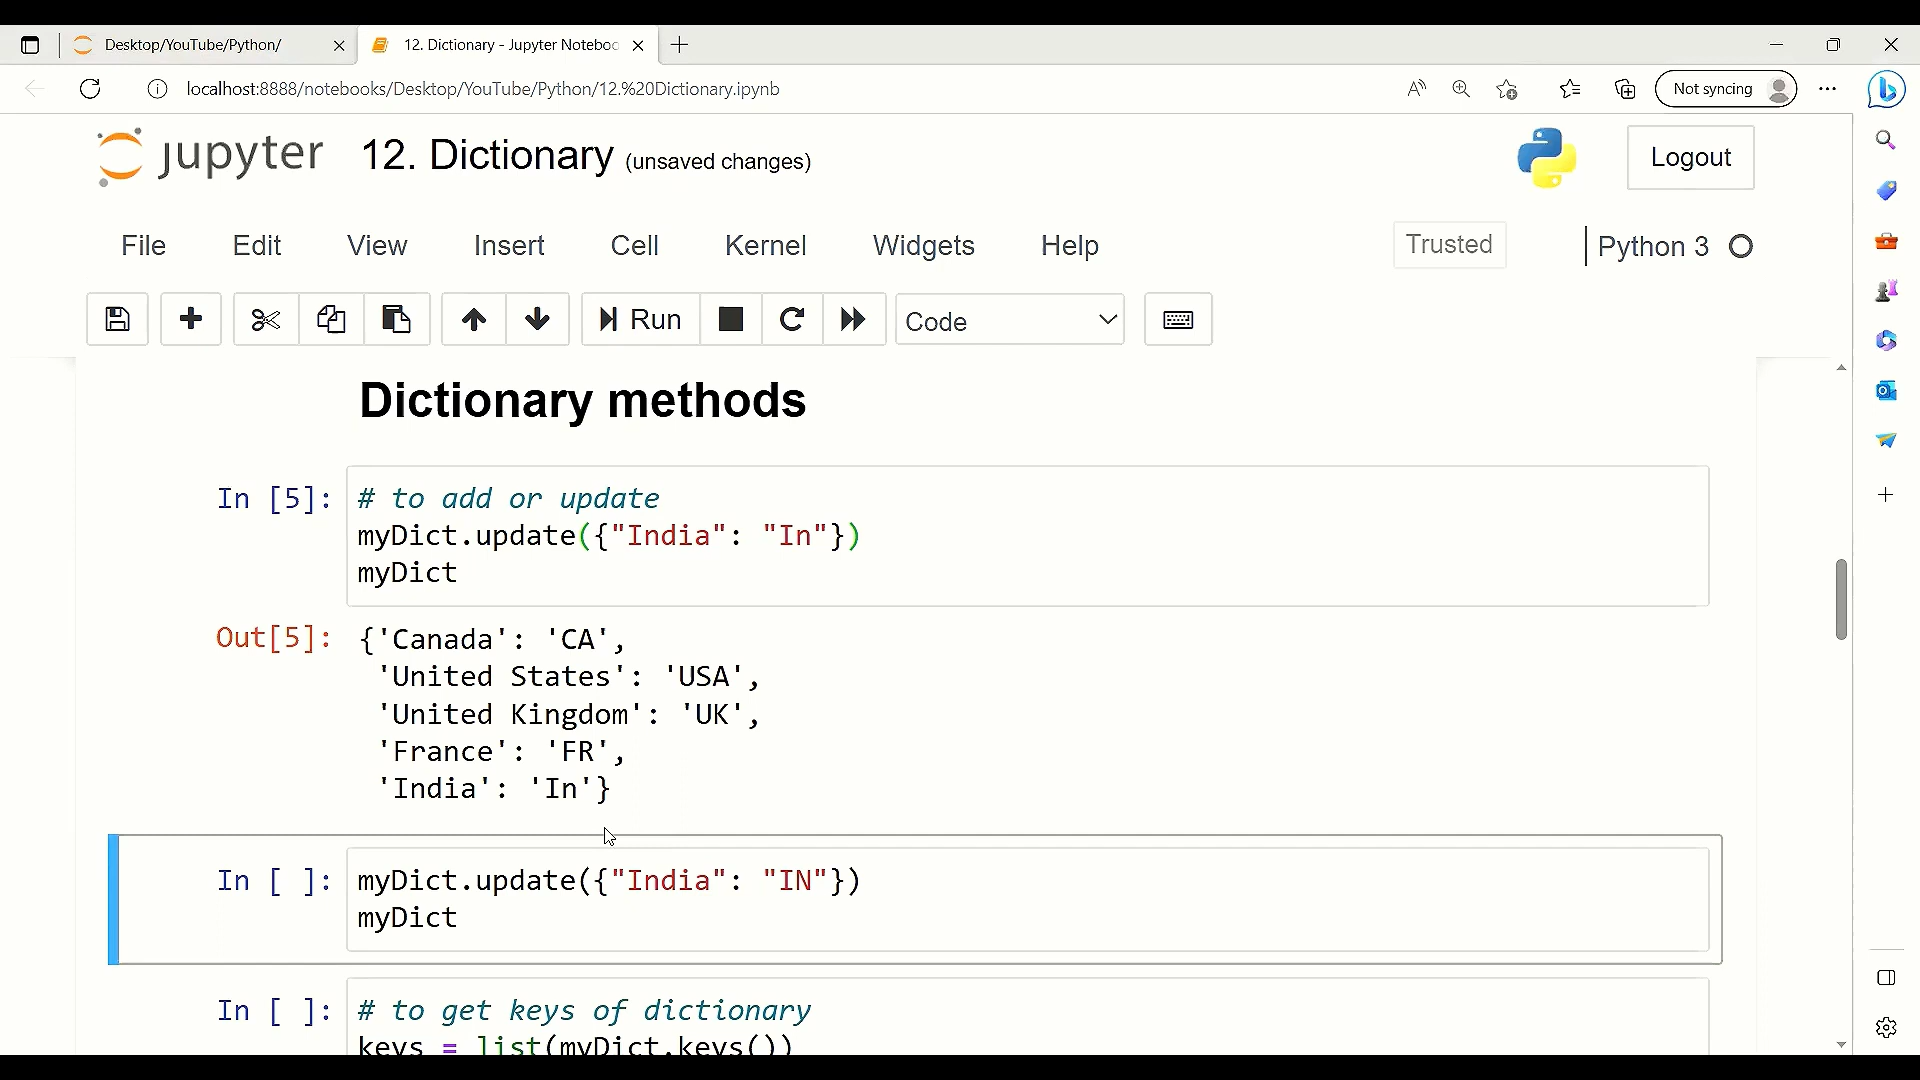 Desktop/YouTube/Python/
12. Dictionary - Jupyter Noteboo
localhost:8888/notebooks/Desktop/YouTube/Python/12.%20Dictionary.ipynb
Not syncing
jupyter 12. Dictionary (unsaved changes)
Logout
File Edit View Insert Cell Kernel Widgets Help
Trusted
Python 3
Run
Code
Dictionary methods
In [5]: # to add or update
myDict.update({"India": "In"})
myDict
Out[5]: {'Canada': 'CA',
'United States': 'USA',
'United Kingdom': 'UK',
'France': 'FR',
'India': 'In'}
In [ ]: myDict.update({"India": "IN"})
myDict
In [ ]: # to get keys of dictionary
keys = list(myDict.keys())